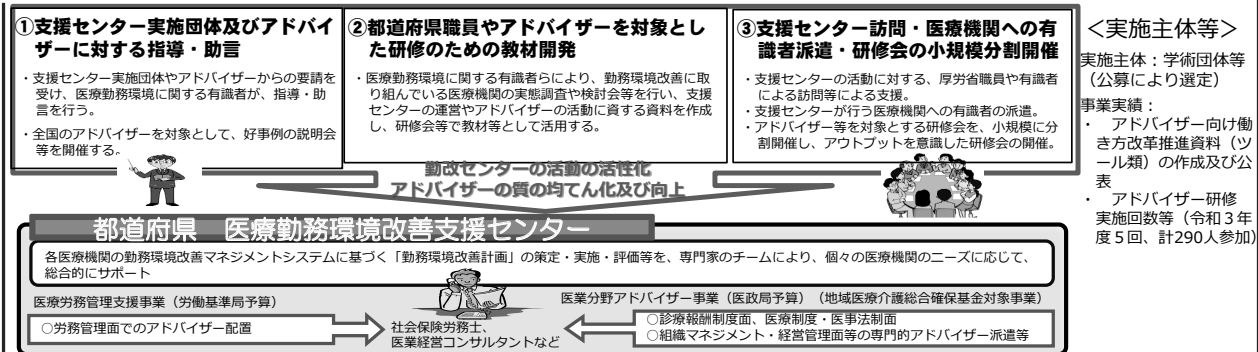 ①支援センター実施団体及びアドバイ
ザーに対する指導・助言
・支援センター実施団体やアドバイザーからの要請を
受け、医療勤務環境に関する有識者が、指導・助
言を行う。
・全国のアドバイザーを対象として、好事例の説明会
等を開催する。
②都道府県職員やアドバイザーを対象とし
た研修のための教材開発
・医療勤務環境に関する有識者らにより、勤務環境改善に取
り組んでいる医療機関の実態調査や検討会等を行い、支援
センターの運営やアドバイザーの活動に資する資料を作成
し、研修会等で教材等として活用する。
③支援センター訪問・医療機関への有
識者派遣・研修会の小規模分割開催
・支援センターの活動に対する、厚労省職員や有識者
による訪問等による支援。
・支援センターが行う医療機関への有識者の派遣。
・アドバイザー等を対象とする研修会を、小規模に分
割開催し、アウトプットを意識した研修会の開催。
＜実施主体等＞
実施主体：学術団体等
（公募により選定）
事業実績：
・ アドバイザー向け働
き方改革推進資料（ツ
ール類）の作成及び公
表
・ アドバイザー研修
実施回数等（令和３年
度５回、計290人参加）
勤改センターの活動の活性化
アドバイザーの質の均てん化及び向上
都道府県 医療勤務環境改善支援センター
各医療機関の勤務環境改善マネジメントシステムに基づく「勤務環境改善計画」の策定・実施・評価等を、専門家のチームにより、個々の医療機関のニーズに応じて、
総合的にサポート
医療労務管理支援事業（労働基準局予算）
○労務管理面でのアドバイザー配置
社会保険労務士、
医業経営コンサルタントなど
医業分野アドバイザー事業（医政局予算）（地域医療介護総合確保基金対象事業）
○診療報酬制度面、医療制度・医事法制面
○組織マネジメント・経営管理面等の専門的アドバイザー派遣等